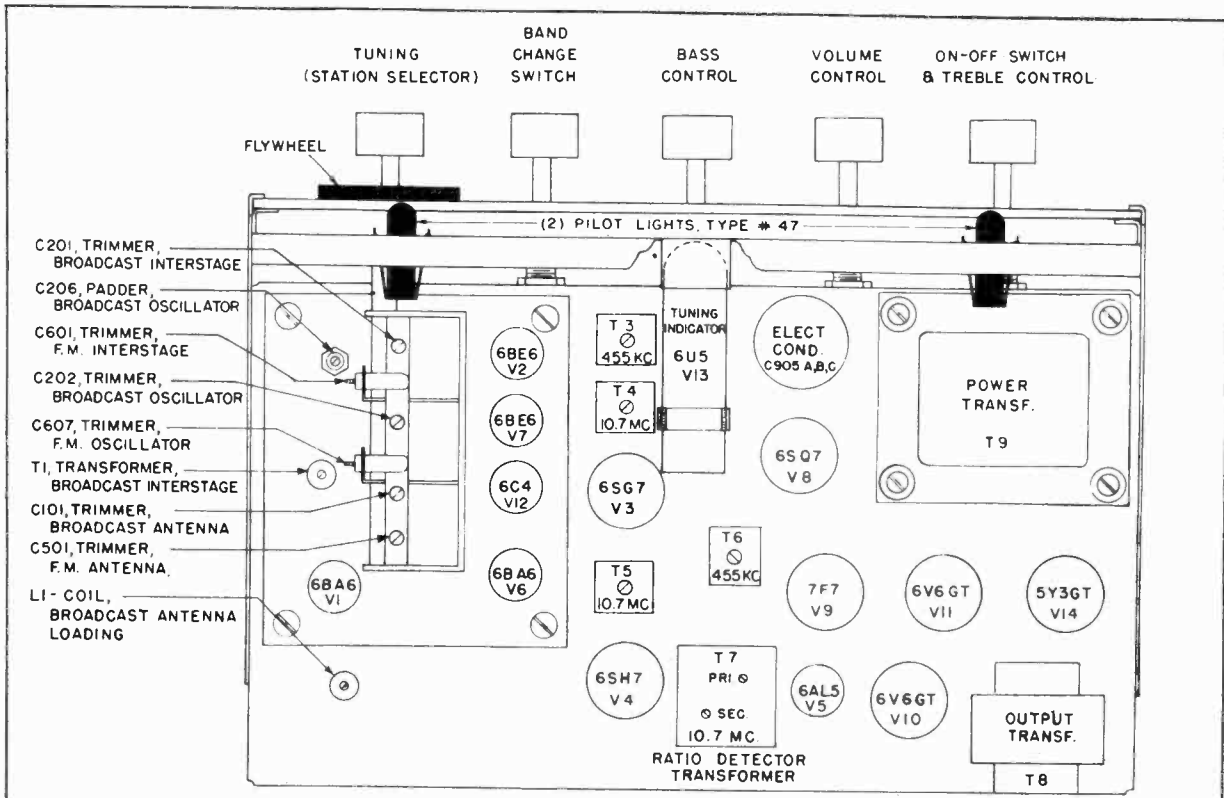 TUNING
(STATION SELECTOR)
BAND
CHANGE
SWITCH
BASS
CONTROL
VOLUME
CONTROL
ON-OFF SWITCH
& TREBLE CONTROL
FLYWHEEL
(2) PILOT LIGHTS, TYPE # 47
C201, TRIMMER,
BROADCAST INTERSTAGE
C206, PADDER,
BROADCAST OSCILLATOR
C601, TRIMMER,
F.M. INTERSTAGE
C202, TRIMMER,
BROADCAST OSCILLATOR
C607, TRIMMER,
F.M. OSCILLATOR
T1, TRANSFORMER,
BROADCAST INTERSTAGE
C101, TRIMMER,
BROADCAST ANTENNA
C501, TRIMMER,
F.M. ANTENNA,
L1- COIL,
BROADCAST ANTENNA
LOADING
6BE6
V2
6BE6
V7
6C4
V12
6BA6
V6
6BA6
V1
T 3
455 KC
T 4
10.7 MC
TUNING
INDICATOR
6U5
V13
ELECT
COND.
C905 A,B,C
POWER
TRANSF.
T9
6SG7
V3
6SQ7
V8
T6
455KC
T5
10.7 MC
7F7
V9
6V6GT
V11
5Y3GT
V14
6SH7
V4
T 7
PRI
SEC.
10.7 MC.
RATIO DETECTOR
TRANSFORMER
6AL5
V5
6V6GT
V10
OUTPUT
TRANSF.
T8